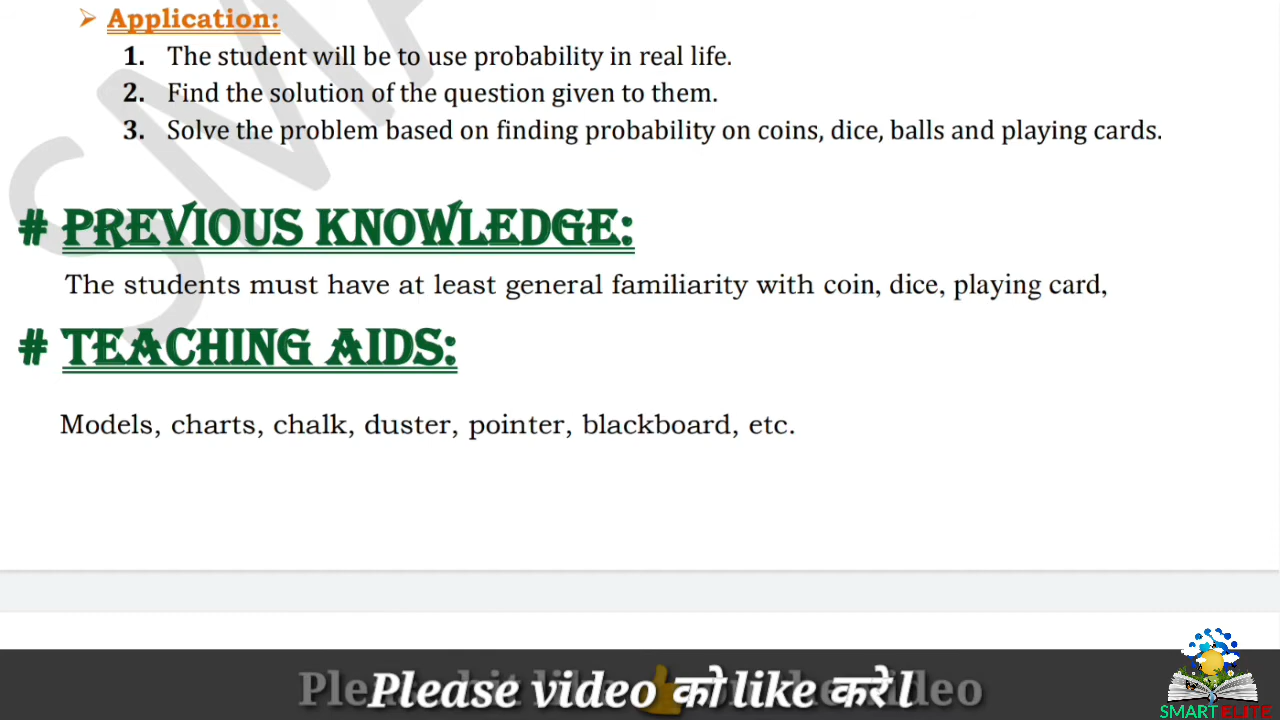 ➢ Application:
1. The student will be to use probability in real life.
2. Find the solution of the question given to them.
3. Solve the problem based on finding probability on coins, dice, balls and playing cards.
# PREVIOUS KNOWLEDGE:
The students must have at least general familiarity with coin, dice, playing card,
# TEACHING AIDS:
Models, charts, chalk, duster, pointer, blackboard, etc.
Please video को like करे l
SMART ELITE